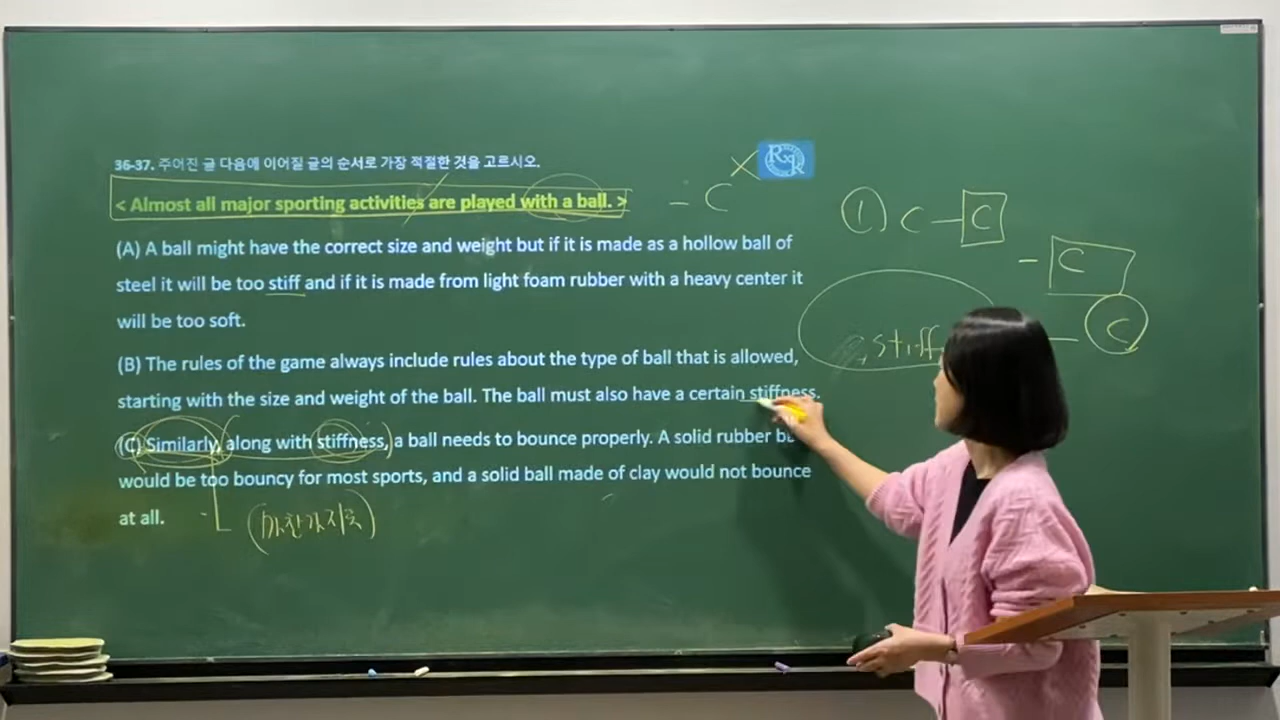 36-37. 주어진 글 다음에 이어질 글의 순서로 가장 적절한 것을 고르시오.
< Almost all major sporting activities are played with a ball. >
- C
(A) A ball might have the correct size and weight but if it is made as a hollow ball of
steel it will be too stiff and if it is made from light foam rubber with a heavy center it
will be too soft.
(B) The rules of the game always include rules about the type of ball that is allowed,
starting with the size and weight of the ball. The ball must also have a certain stiffness.
(C) Similarly, along with stiffness, a ball needs to bounce properly. A solid rubber
would be too bouncy for most sports, and a solid ball made of clay would not bounce
at all.
(마찬가지로)
① C - C
- C
stiff
- C